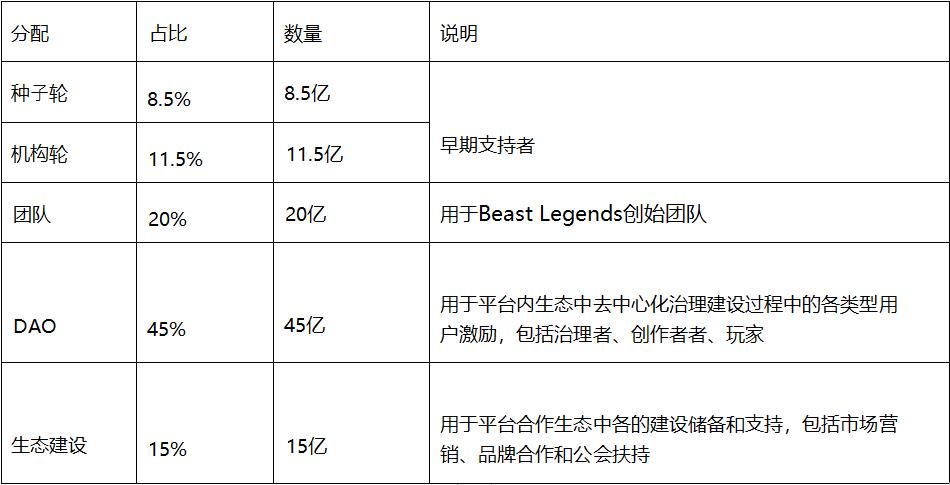 分配 占比 数量 说明
种子轮 8.5% 8.5亿
机构轮 11.5% 11.5亿 早期支持者
团队 20% 20亿 用于Beast Legends创始团队
DAO 45% 45亿 用于平台内生态中去中心化治理建设过程中的各类型用
户激励，包括治理者、创作者者、玩家
生态建设 15% 15亿 用于平台合作生态中各的建设储备和支持，包括市场营
销、品牌合作和公会扶持